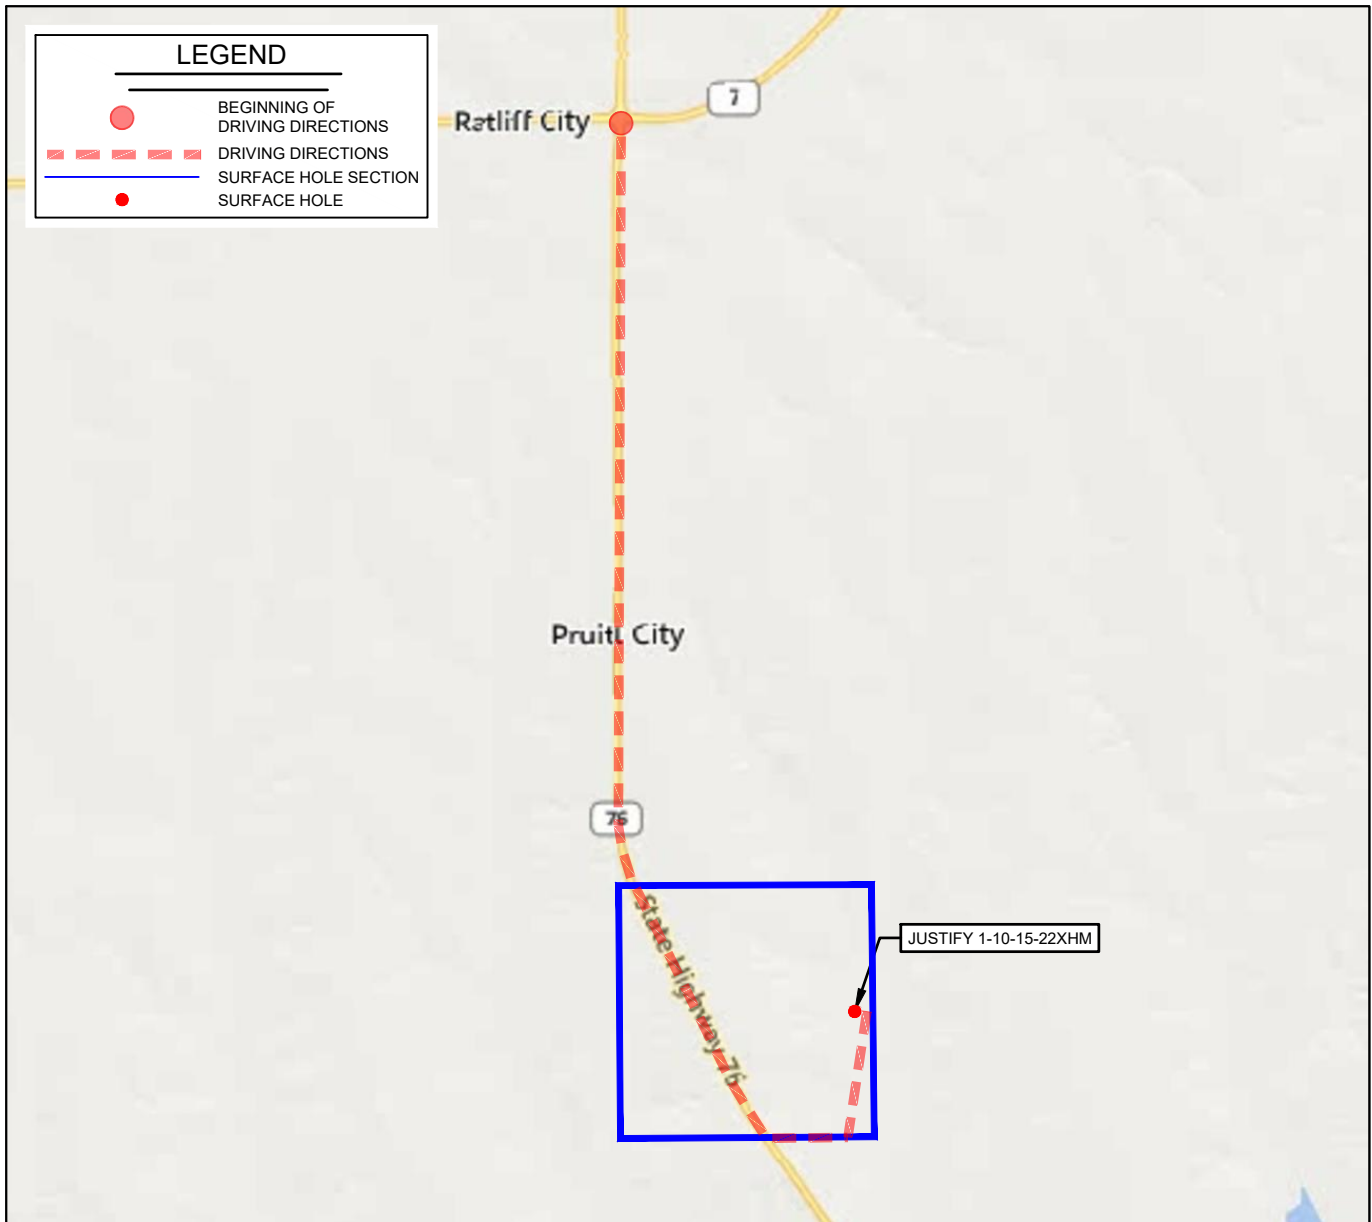 LEGEND
BEGINNING OF
DRIVING DIRECTIONS
DRIVING DIRECTIONS
SURFACE HOLE SECTION
SURFACE HOLE
7
Ratliff City
Pruitt City
76
State Highway 76
JUSTIFY 1-10-15-22XHM